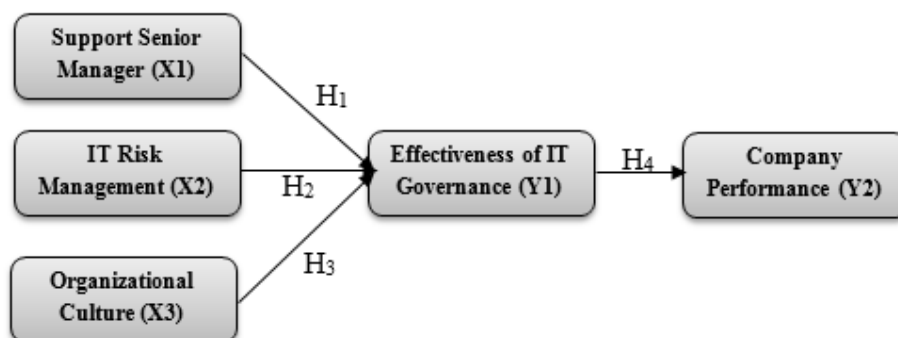 Support Senior
Manager (X1)
H₁
IT Risk
Management (X2)
H₂
Effectiveness of IT
Governance (Y1)
H₄
Company
Performance (Y2)
H₃
Organizational
Culture (X3)